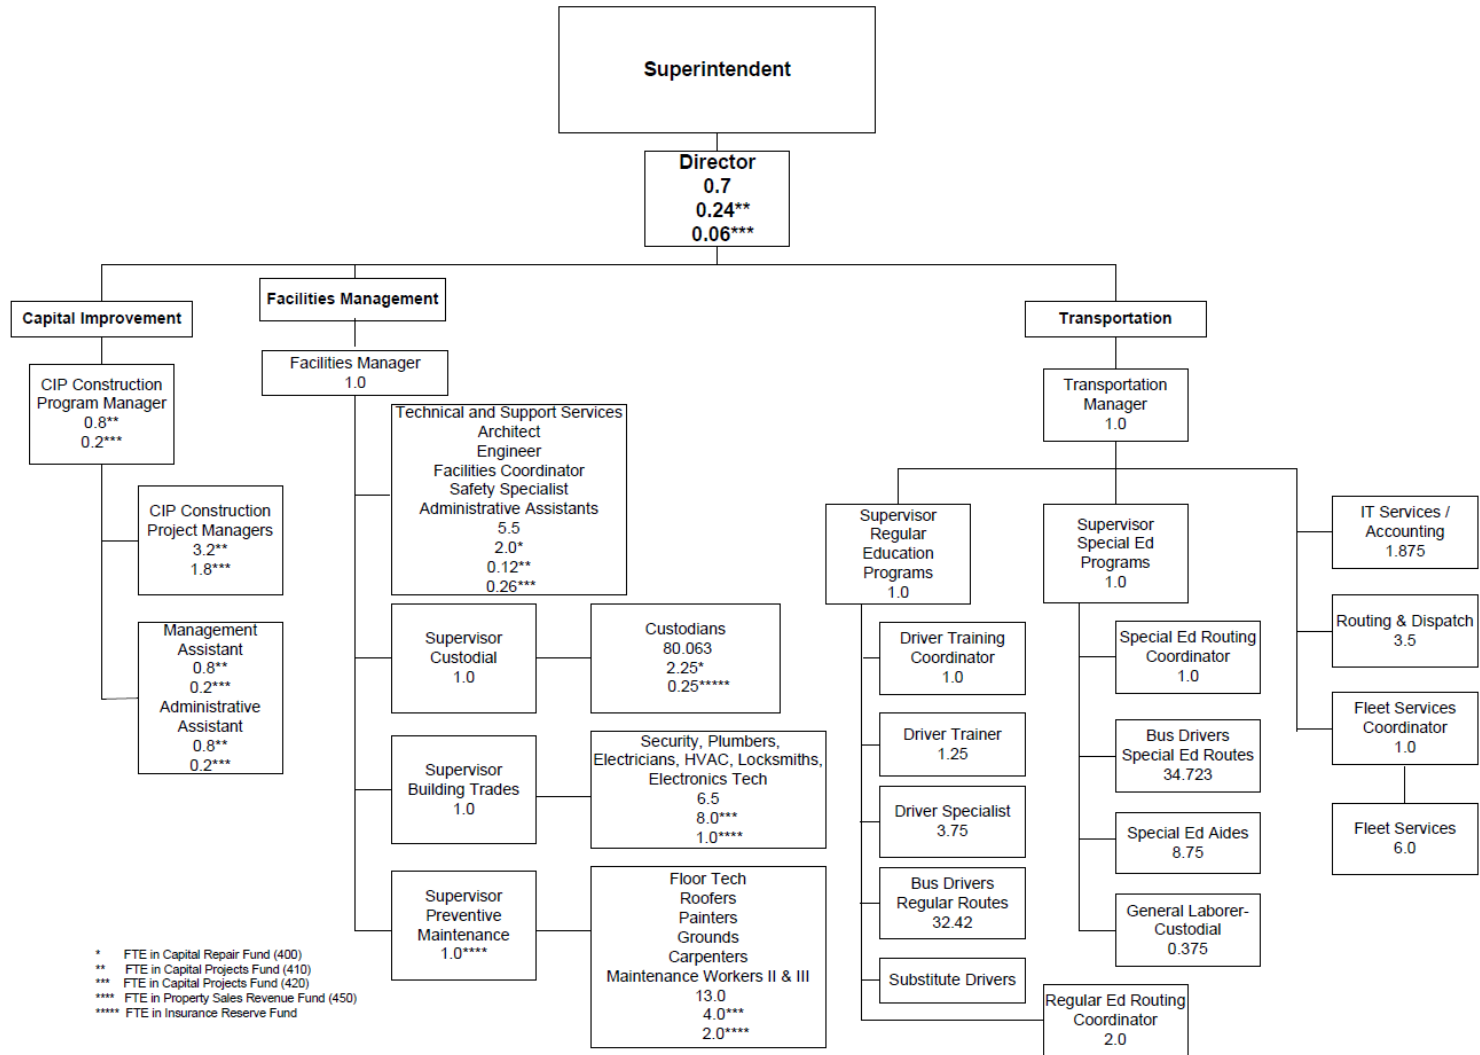 Superintendent
Director
0.7
0.24**
0.06***
Capital Improvement
CIP Construction
Program Manager
0.8**
0.2***
CIP Construction
Project Managers
3.2**
1.8***
Management
Assistant
0.8**
0.2***
Administrative
Assistant
0.8**
0.2***
Facilities Management
Facilities Manager
1.0
Technical and Support Services
Architect
Engineer
Facilities Coordinator
Safety Specialist
Administrative Assistants
5.5
2.0*
0.12**
0.26***
Supervisor
Custodial
1.0
Custodians
80.063
2.25*
0.25*****
Supervisor
Building Trades
1.0
Security, Plumbers,
Electricians, HVAC, Locksmiths,
Electronics Tech
6.5
8.0***
1.0****
Supervisor
Preventive
Maintenance
1.0****
Floor Tech
Roofers
Painters
Grounds
Carpenters
Maintenance Workers II & III
13.0
4.0***
2.0****
Transportation
Transportation
Manager
1.0
Supervisor
Regular
Education
Programs
1.0
Driver Training
Coordinator
1.0
Driver Trainer
1.25
Driver Specialist
3.75
Bus Drivers
Regular Routes
32.42
Substitute Drivers
Regular Ed Routing
Coordinator
2.0
Supervisor
Special Ed
Programs
1.0
Special Ed Routing
Coordinator
1.0
Bus Drivers
Special Ed Routes
34.723
Special Ed Aides
8.75
General Laborer-
Custodial
0.375
IT Services /
Accounting
1.875
Routing & Dispatch
3.5
Fleet Services
Coordinator
1.0
Fleet Services
6.0
* FTE in Capital Repair Fund (400)
** FTE in Capital Projects Fund (410)
*** FTE in Capital Projects Fund (420)
**** FTE in Property Sales Revenue Fund (450)
***** FTE in Insurance Reserve Fund